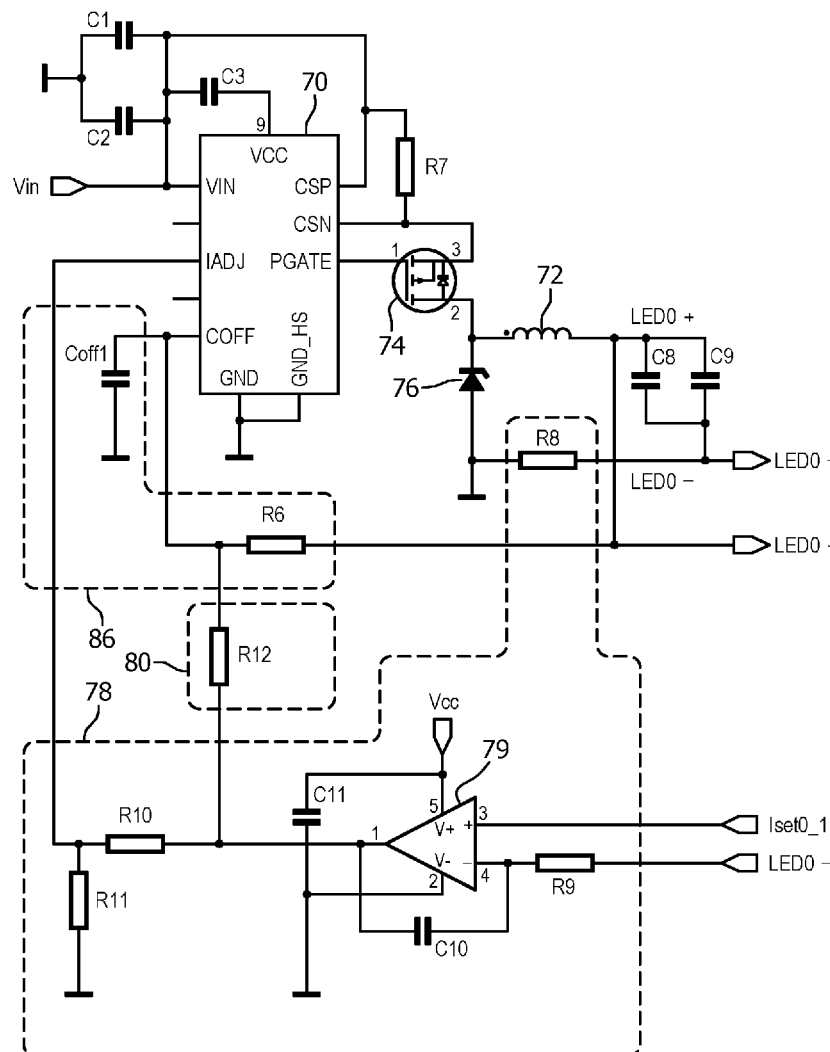 C1
C3
70
9
C2
VCC
R7
Vin
VIN
CSP
CSN
IADJ
PGATE
1
3
2
74
72
LED0 +
COFF
GND_HS
GND
Coff1
76
C8
C9
R8
LED0 -
LED0 –
R6
LED0 -
86
80
R12
78
Vcc
79
C11
5
3
R10
1
V+
+
Iset0_1
V-
–
LED0 –
2
4
R9
R11
C10